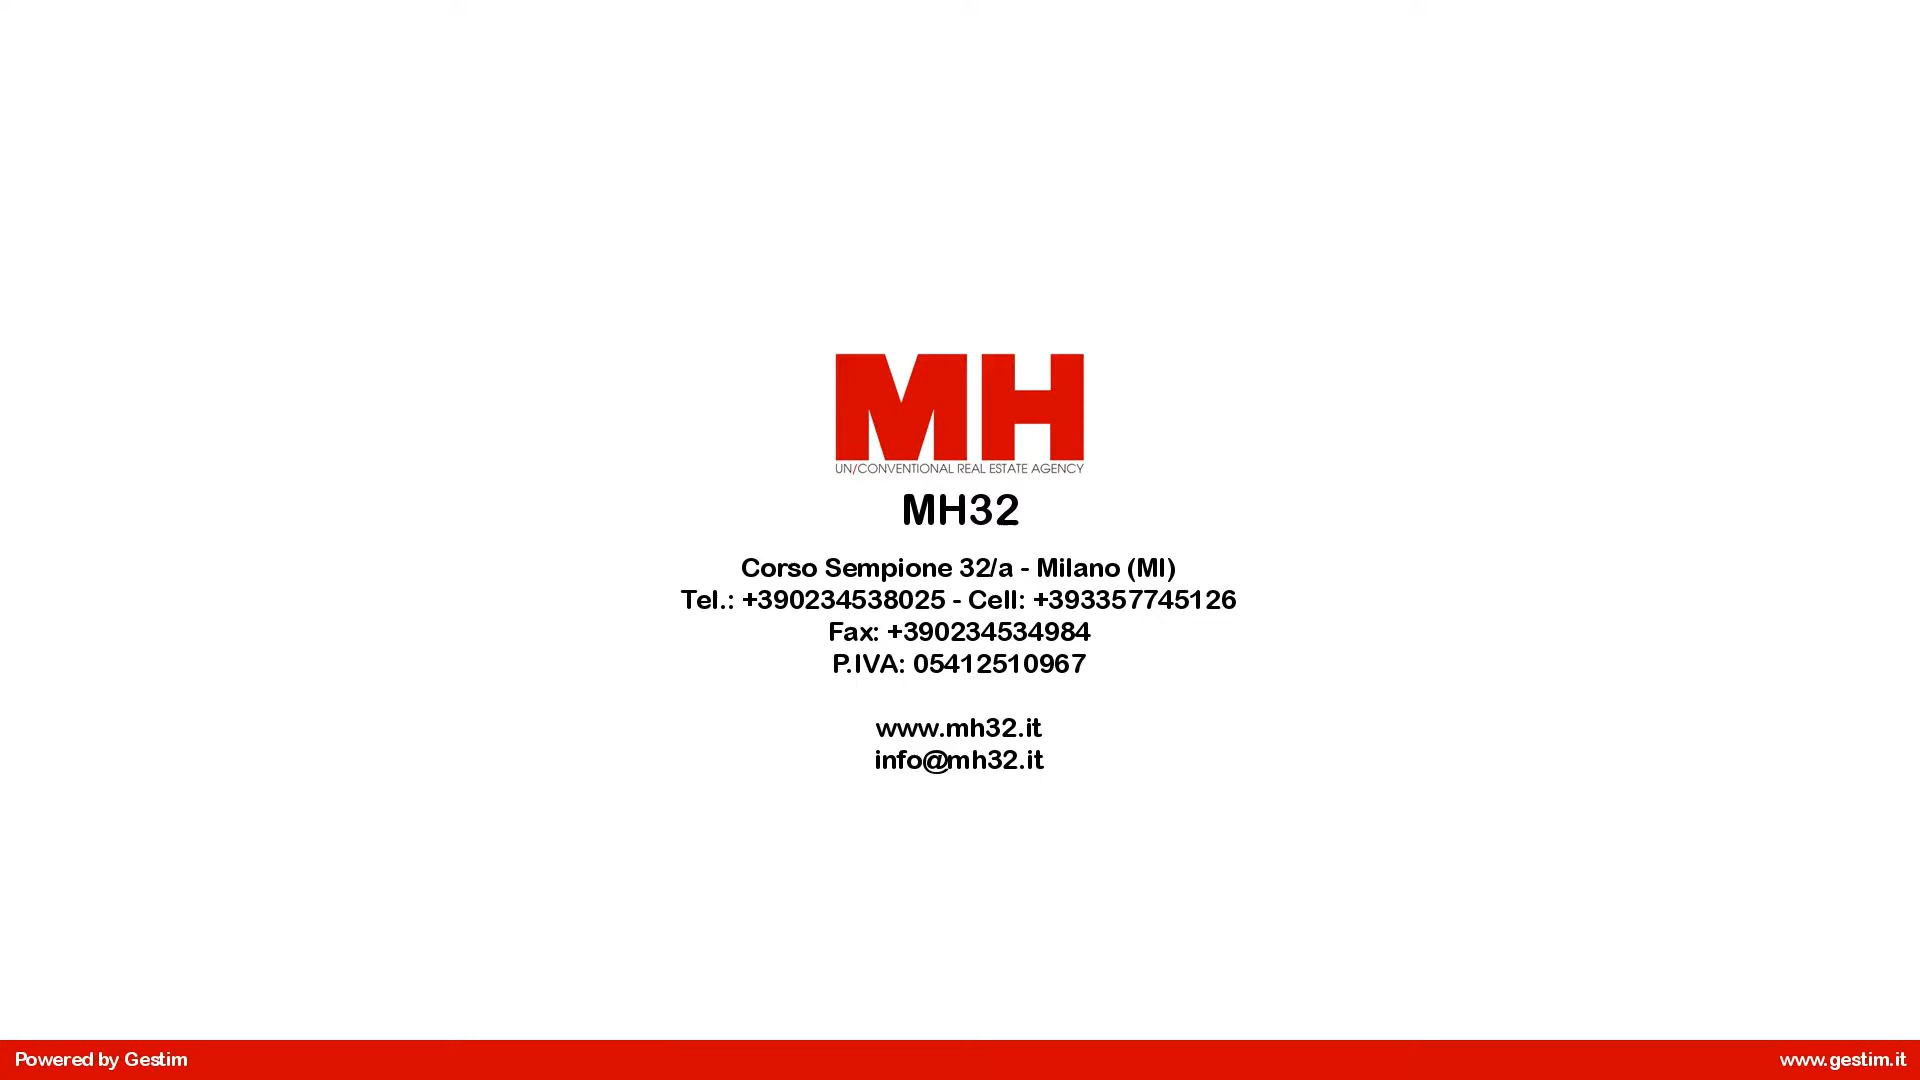 MH
UN/CONVENTIONAL REAL ESTATE AGENCY
MH32
Corso Sempione 32/a - Milano (MI)
Tel.: +390234538025 - Cell: +393357745126
Fax: +390234534984
P.IVA: 05412510967
www.mh32.it
info@mh32.it
Powered by Gestim
www.gestim.it